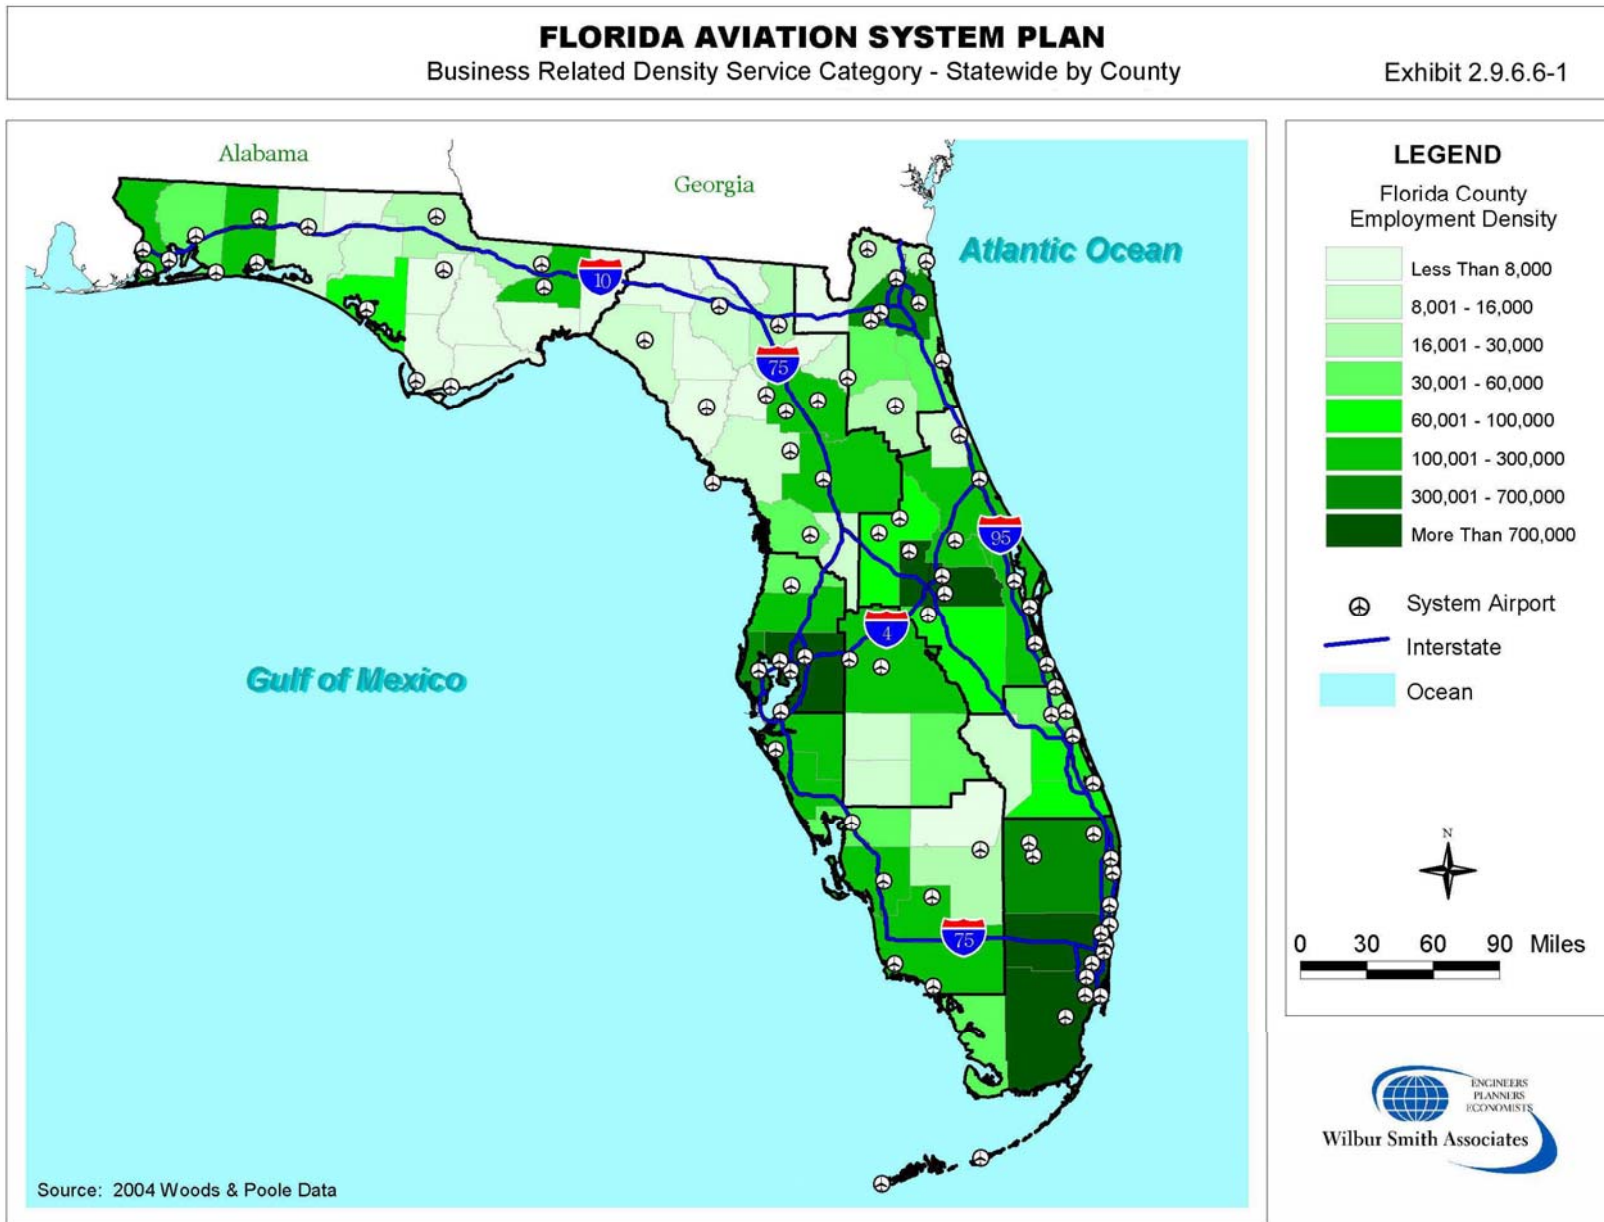 FLORIDA AVIATION SYSTEM PLAN
Business Related Density Service Category - Statewide by County
Exhibit 2.9.6.6-1
Alabama
Georgia
Atlantic Ocean
10
75
95
4
Gulf of Mexico
75
Source: 2004 Woods & Poole Data
LEGEND
Florida County
Employment Density
Less Than 8,000
8,001 - 16,000
16,001 - 30,000
30,001 - 60,000
60,001 - 100,000
100,001 - 300,000
300,001 - 700,000
More Than 700,000
System Airport
Interstate
Ocean
N
0 30 60 90 Miles
ENGINEERS
PLANNERS
ECONOMISTS
Wilbur Smith Associates